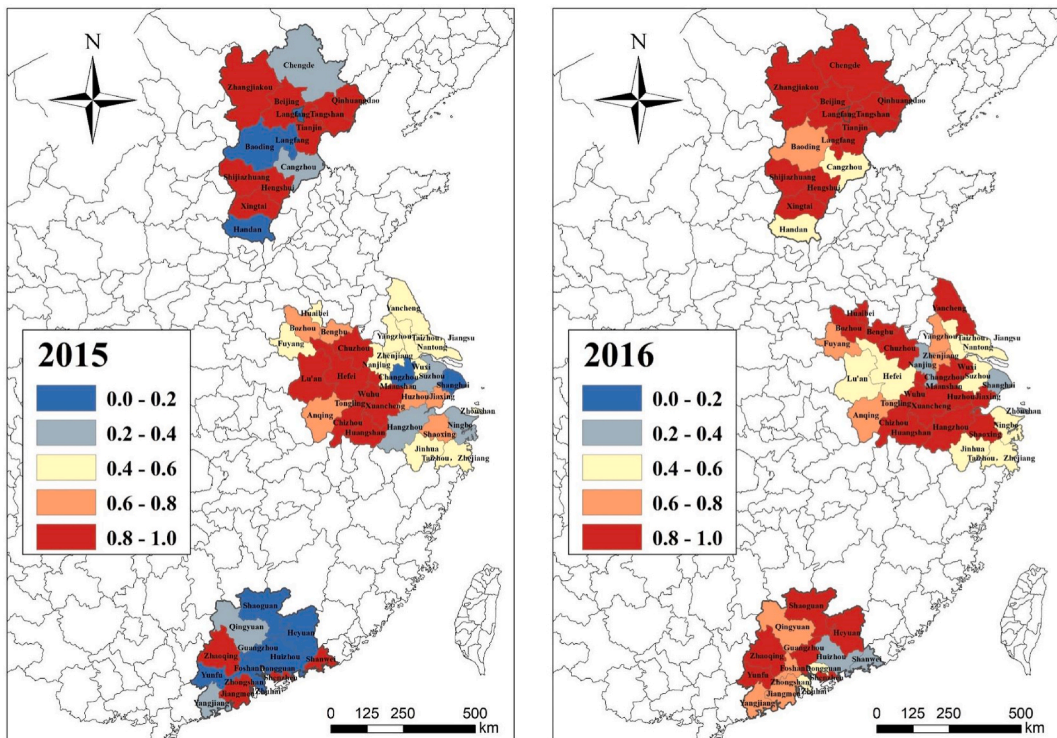 N
Chengde
Zhangjiakou
Beijing
Qinhuangdao
Langfang
Tangshan
Tianjin
Baoding
Langfang
Cangzhou
Shijiazhuang
Hengshui
Xingtai
Handan
Yancheng
Huaibei
Bozhou
Bengbu
Yangzhou
Taizhou、Jiangsu
Fuyang
Chuzhou
Nantong
Zhenjiang
Nanjing
Wuxi
Lu'an
Hefei
Changzhou
Suzhou
Maanshan
Shanghai
Wuhu
Huzhou
Jiaxing
Tongling
Xuancheng
Anqing
Zhoushan
Chizhou
Hangzhou
Ningbo
Huangshan
Shaoxing
Jinhua
Taizhou、Zhejiang
2015
0.0 - 0.2
0.2 - 0.4
0.4 - 0.6
0.6 - 0.8
0.8 - 1.0
Shaoguan
Qingyuan
Heyuan
Guangzhou
Zhaoqing
Huizhou
Shanwei
Foshan
Dongguan
Yunfu
Shenzhen
Zhongshan
Zhuhai
Jiangmen
Yangjiang
0 125 250 500
km
N
Chengde
Zhangjiakou
Beijing
Qinhuangdao
Langfang
Tangshan
Tianjin
Baoding
Langfang
Cangzhou
Shijiazhuang
Hengshui
Xingtai
Handan
Yancheng
Huaibei
Bozhou
Bengbu
Yangzhou
Taizhou、Jiangsu
Fuyang
Chuzhou
Nantong
Zhenjiang
Nanjing
Wuxi
Lu'an
Hefei
Changzhou
Suzhou
Maanshan
Shanghai
Wuhu
Huzhou
Jiaxing
Tongling
Xuancheng
Anqing
Zhoushan
Chizhou
Hangzhou
Ningbo
Huangshan
Shaoxing
Jinhua
Taizhou、Zhejiang
2016
0.0 - 0.2
0.2 - 0.4
0.4 - 0.6
0.6 - 0.8
0.8 - 1.0
Shaoguan
Qingyuan
Heyuan
Guangzhou
Zhaoqing
Huizhou
Shanwei
Foshan
Dongguan
Yunfu
Shenzhen
Zhongshan
Zhuhai
Jiangmen
Yangjiang
0 125 250 500
km